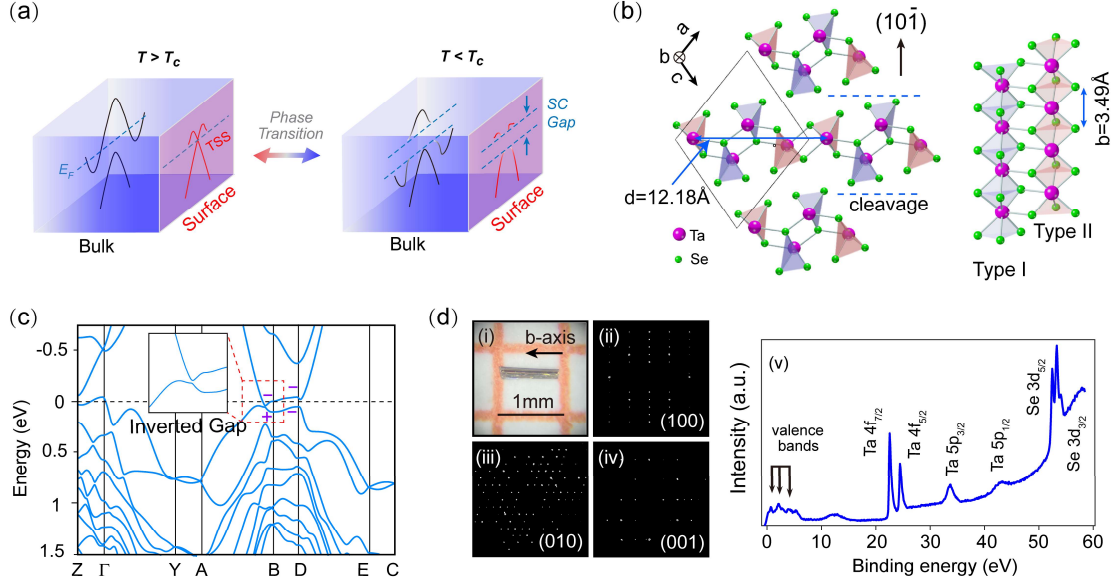 (a)
T > Tc
T < Tc
Phase
Transition
SC
Gap
EF
TSS
Surface
Bulk
Surface
Bulk
(b)
a
b
c
(101̄)
d=12.18Å
cleavage
Ta
Se
b=3.49Å
Type II
Type I
(c)
Energy (eV)
-0.5
0
0.5
1
1.5
Inverted Gap
Z Γ Y A B D E C
(d)
(i)
b-axis
1mm
(ii)
(100)
(iii)
(010)
(iv)
(001)
(v)
Intensity (a.u.)
valence
bands
Ta 4f7/2
Ta 4f5/2
Ta 5p3/2
Ta 5p1/2
Se 3d5/2
Se 3d3/2
0 10 20 30 40 50 60
Binding energy (eV)